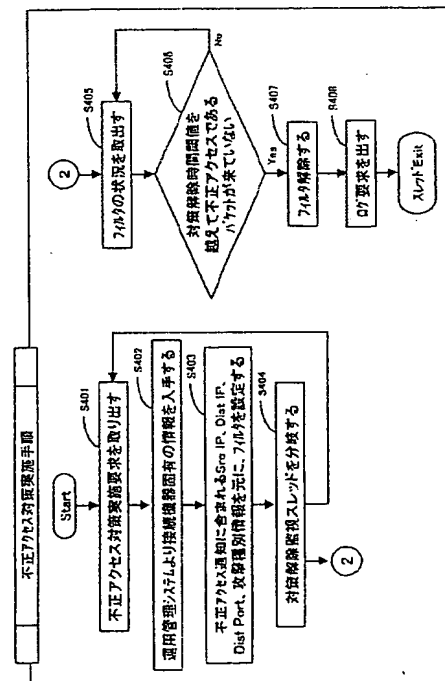 不正アクセス対策実施手順
Start
S401
不正アクセス対策実施要求を取り出す
S402
運用管理システムより接続機器固有の情報を入手する
S403
不正アクセス通知に含まれるSrc IP、Dist IP、
Dist Port、攻撃種別情報を元に、フィルタを設定する
S404
対策解除監視スレッドを分岐する
2
2
S405
フィルタの状況を取出す
S406
対策解除時間閾値を
越えて不正アクセスである
パケットが来ていない
No
Yes
S407
フィルタ解除する
S408
ログ要求を出す
スレッドExit